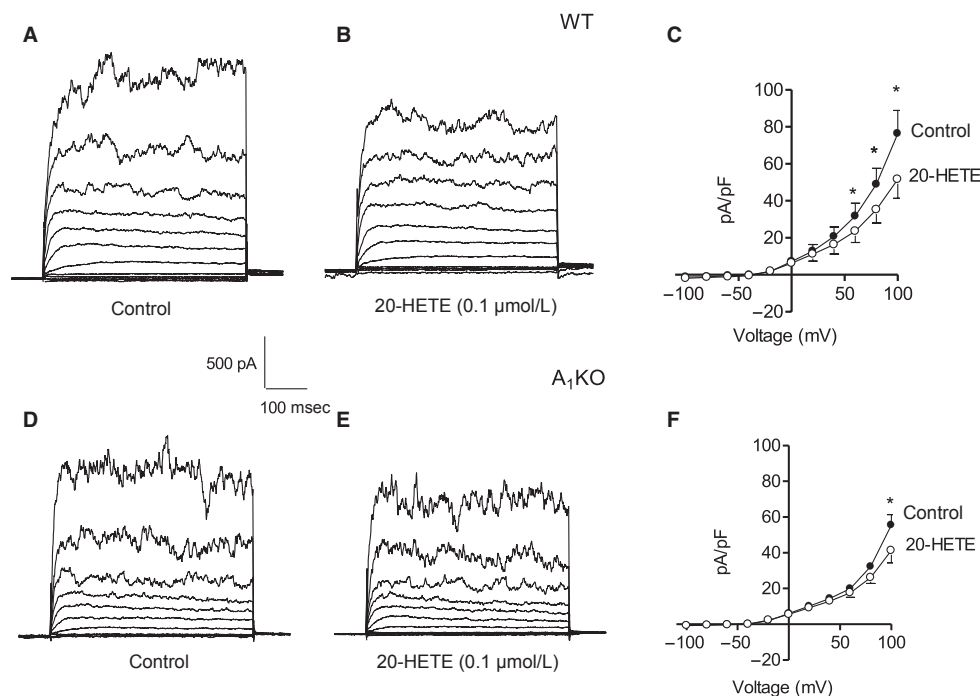 A
B
WT
C
Control
20-HETE (0.1 µmol/L)
100
80
60
40
20
−20
pA/pF
−100
−50
50
100
Voltage (mV)
*
*
*
Control
20-HETE
500 pA
100 msec
A₁KO
D
E
F
Control
20-HETE (0.1 µmol/L)
100
80
60
40
20
−20
pA/pF
−100
−50
50
100
Voltage (mV)
*
Control
20-HETE